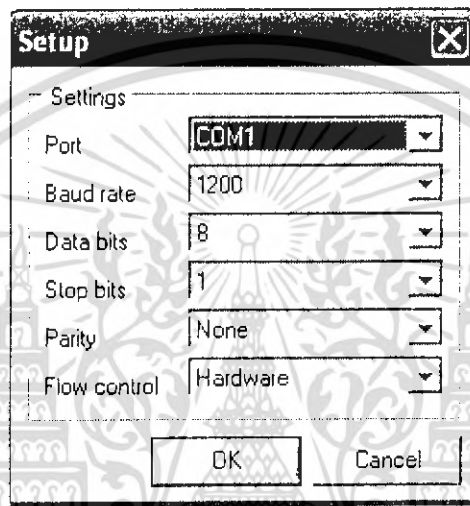 Setup
Settings
Port COM1
Baud rate 1200
Data bits 8
Stop bits 1
Parity None
Flow control Hardware
OK Cancel